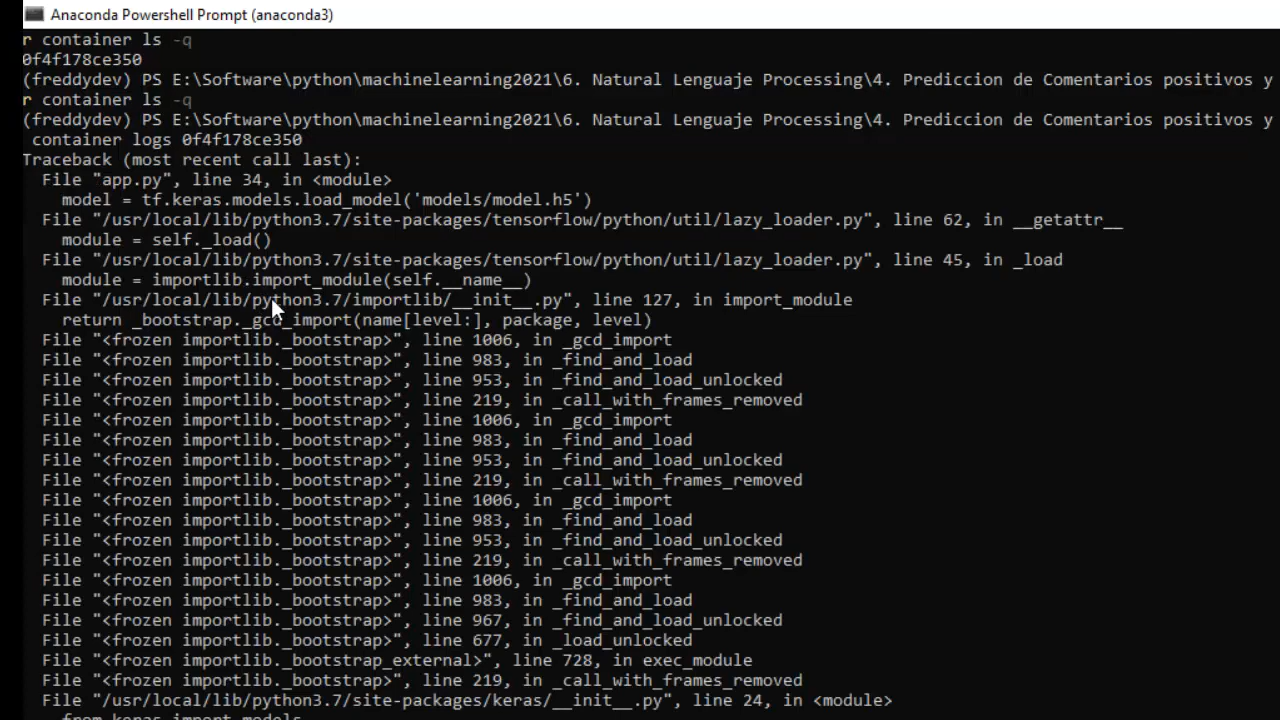 Anaconda Powershell Prompt (anaconda3)
r container ls -q
0f4f178ce350
(freddydev) PS E:\Software\python\machinelearning2021\6. Natural Lenguaje Processing\4. Prediccion de Comentarios positivos y
r container ls -q
(freddydev) PS E:\Software\python\machinelearning2021\6. Natural Lenguaje Processing\4. Prediccion de Comentarios positivos y
container logs 0f4f178ce350
Traceback (most recent call last):
File "app.py", line 34, in <module>
model = tf.keras.models.load_model('models/model.h5')
File "/usr/local/lib/python3.7/site-packages/tensorflow/python/util/lazy_loader.py", line 62, in __getattr__
module = self._load()
File "/usr/local/lib/python3.7/site-packages/tensorflow/python/util/lazy_loader.py", line 45, in _load
module = importlib.import_module(self.__name__)
File "/usr/local/lib/python3.7/importlib/__init__.py", line 127, in import_module
return _bootstrap._gcd_import(name[level:], package, level)
File "<frozen importlib._bootstrap>", line 1006, in _gcd_import
File "<frozen importlib._bootstrap>", line 983, in _find_and_load
File "<frozen importlib._bootstrap>", line 953, in _find_and_load_unlocked
File "<frozen importlib._bootstrap>", line 219, in _call_with_frames_removed
File "<frozen importlib._bootstrap>", line 1006, in _gcd_import
File "<frozen importlib._bootstrap>", line 983, in _find_and_load
File "<frozen importlib._bootstrap>", line 953, in _find_and_load_unlocked
File "<frozen importlib._bootstrap>", line 219, in _call_with_frames_removed
File "<frozen importlib._bootstrap>", line 1006, in _gcd_import
File "<frozen importlib._bootstrap>", line 983, in _find_and_load
File "<frozen importlib._bootstrap>", line 953, in _find_and_load_unlocked
File "<frozen importlib._bootstrap>", line 219, in _call_with_frames_removed
File "<frozen importlib._bootstrap>", line 1006, in _gcd_import
File "<frozen importlib._bootstrap>", line 983, in _find_and_load
File "<frozen importlib._bootstrap>", line 967, in _find_and_load_unlocked
File "<frozen importlib._bootstrap>", line 677, in _load_unlocked
File "<frozen importlib._bootstrap_external>", line 728, in exec_module
File "<frozen importlib._bootstrap>", line 219, in _call_with_frames_removed
File "/usr/local/lib/python3.7/site-packages/keras/__init__.py", line 24, in <module>
from keras import models